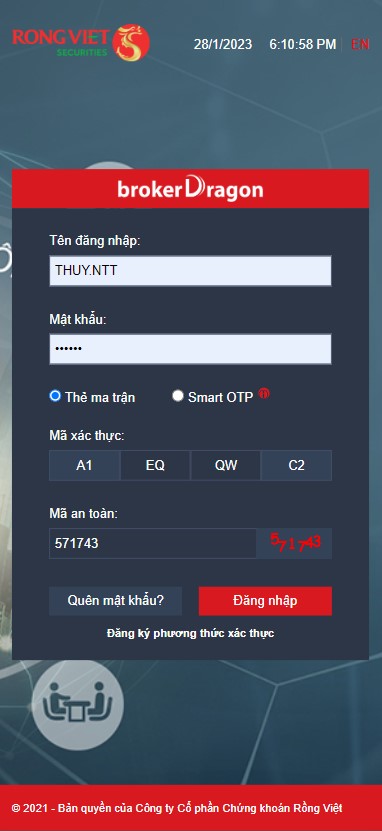 RONG VIET
SECURITIES
28/1/2023 6:10:58 PM EN
brokerDragon
Tên đăng nhập:
THUY.NTT
Mật khẩu:
••••••
Thẻ ma trận Smart OTP
Mã xác thực:
A1 EQ QW C2
Mã an toàn:
571743 571743
Quên mật khẩu? Đăng nhập
Đăng ký phương thức xác thực
© 2021 - Bản quyền của Công ty Cổ phần Chứng khoán Rồng Việt